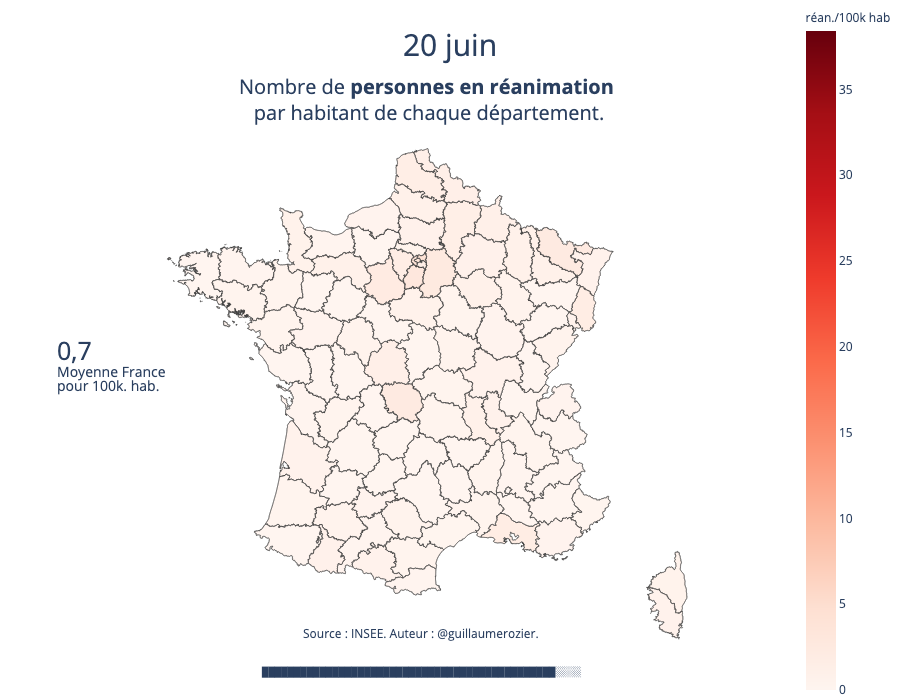 réan./100k hab
20 juin
Nombre de personnes en réanimation
par habitant de chaque département.
35
30
25
20
15
10
5
0
0,7
Moyenne France
pour 100k. hab.
Source : INSEE. Auteur : @guillaumerozier.